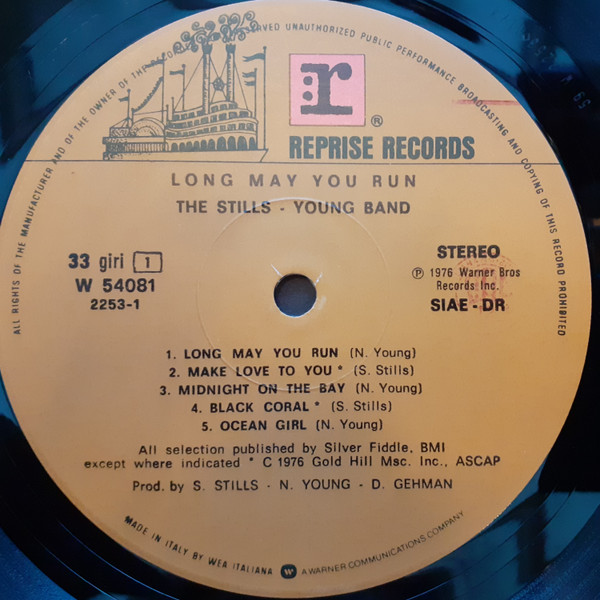 ALL RIGHTS OF THE MANUFACTURER AND OF THE OWNER OF THE RESERVED UNAUTHORIZED PUBLIC PERFORMANCE BROADCASTING AND COPYING OF THIS RECORD PROHIBITED
r
®
REPRISE RECORDS
LONG MAY YOU RUN
THE STILLS - YOUNG BAND
33 giri 1
W 54081
2253-1
STEREO
℗ 1976 Warner Bros
Records Inc.
SIAE - DR
1. LONG MAY YOU RUN (N. Young)
2. MAKE LOVE TO YOU * (S. Stills)
3. MIDNIGHT ON THE BAY (N. Young)
4. BLACK CORAL * (S. Stills)
5. OCEAN GIRL (N. Young)
All selection published by Silver Fiddle, BMI
except where indicated * C 1976 Gold Hill Msc. Inc., ASCAP
Prod. by S. STILLS - N. YOUNG - D. GEHMAN
MADE IN ITALY BY WEA ITALIANA W A WARNER COMMUNICATIONS COMPANY